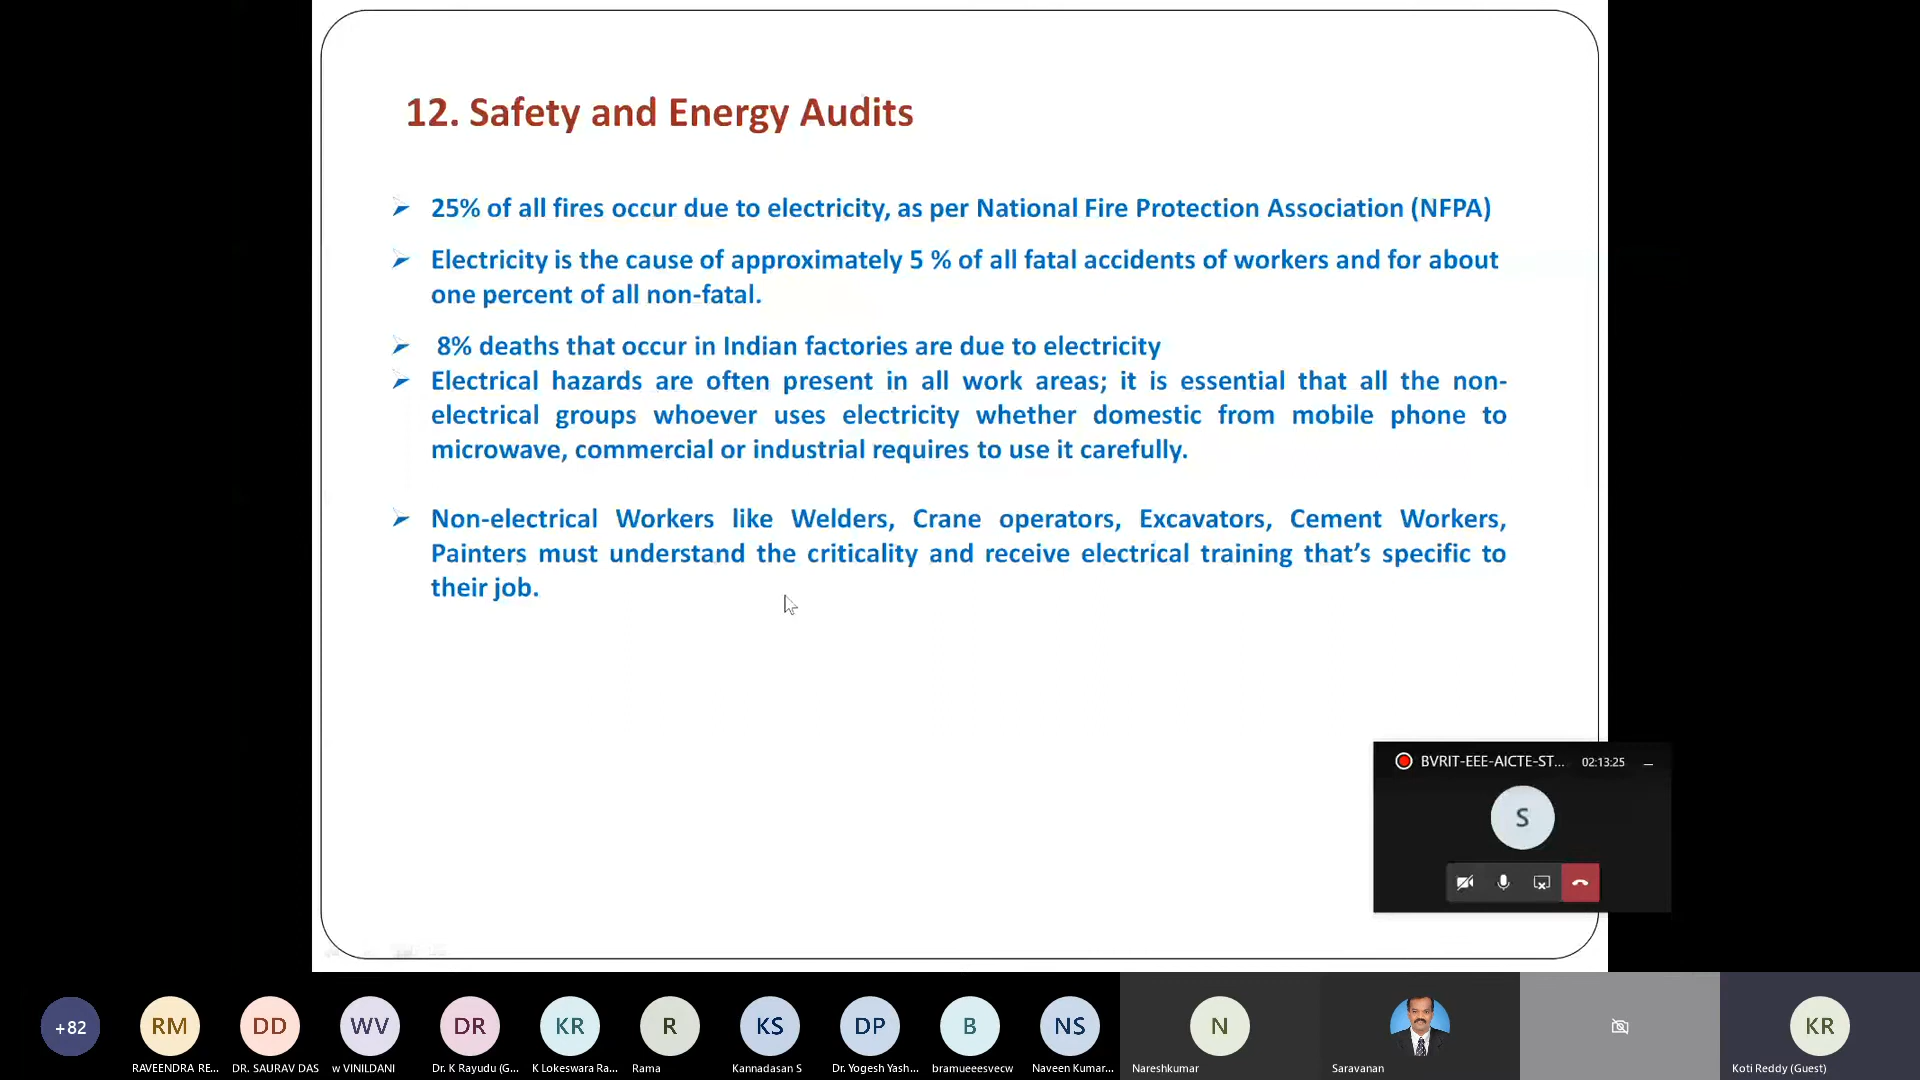 12. Safety and Energy Audits
25% of all fires occur due to electricity, as per National Fire Protection Association (NFPA)
Electricity is the cause of approximately 5 % of all fatal accidents of workers and for about
one percent of all non-fatal.
8% deaths that occur in Indian factories are due to electricity
Electrical hazards are often present in all work areas; it is essential that all the non-
electrical groups whoever uses electricity whether domestic from mobile phone to
microwave, commercial or industrial requires to use it carefully.
Non-electrical Workers like Welders, Crane operators, Excavators, Cement Workers,
Painters must understand the criticality and receive electrical training that's specific to
their job.
BVRIT-EEE-AICTE-ST... 02:13:25
S
+82 RM DD WV DR KR R KS DP B NS N KR
RAVEENDRA RE... DR. SAURAV DAS w VINILDANI Dr. K Rayudu (G... K Lokeswara Ra... Rama Kannadasan S Dr. Yogesh Yash... bramueeesvecw Naveen Kumar... Nareshkumar Saravanan Koti Reddy (Guest)